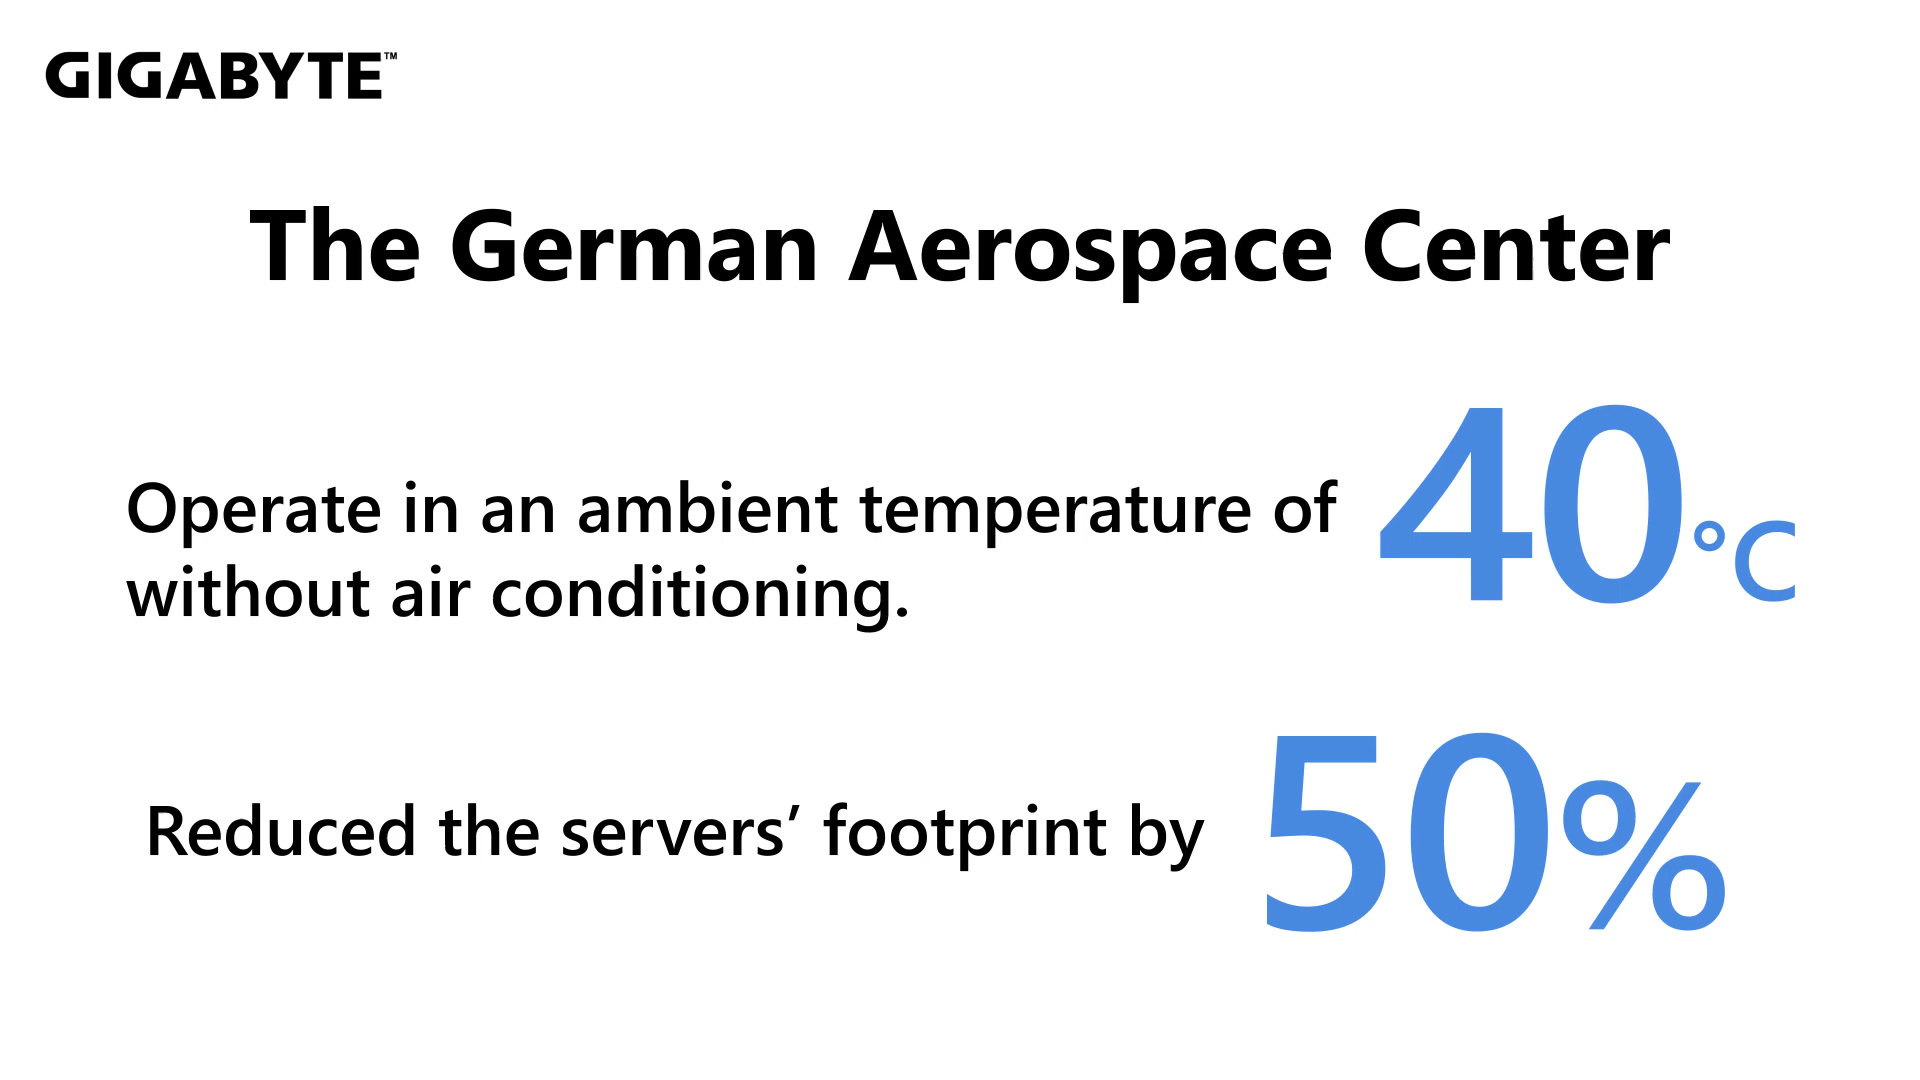 GIGABYTE™
The German Aerospace Center
Operate in an ambient temperature of 40°C
without air conditioning.
Reduced the servers’ footprint by 50%